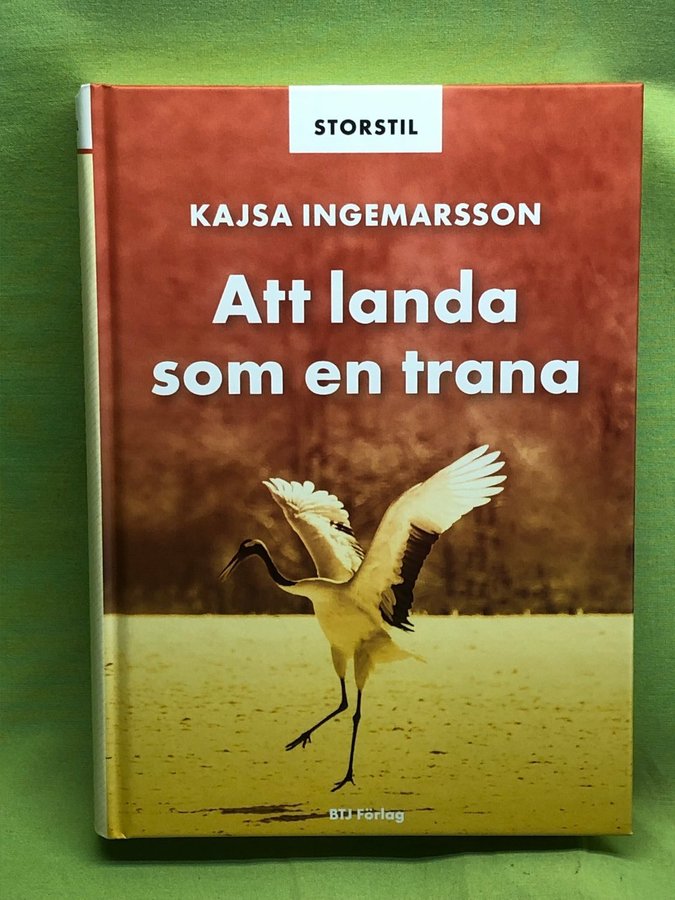 STORSTIL
KAJSA INGEMARSSON
Att landa
som en trana
BTJ Förlag